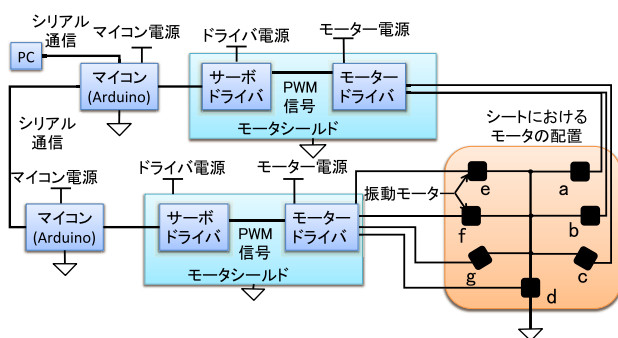 シリアル
通信
マイコン電源
PC
マイコン
(Arduino)
ドライバ電源
モーター電源
サーボ
ドライバ
PWM
信号
モーター
ドライバ
モータシールド
シリアル
通信
マイコン電源
マイコン
(Arduino)
ドライバ電源
モーター電源
サーボ
ドライバ
PWM
信号
モーター
ドライバ
モータシールド
シートにおける
モータの配置
e
a
振動モータ
f
b
g
c
d